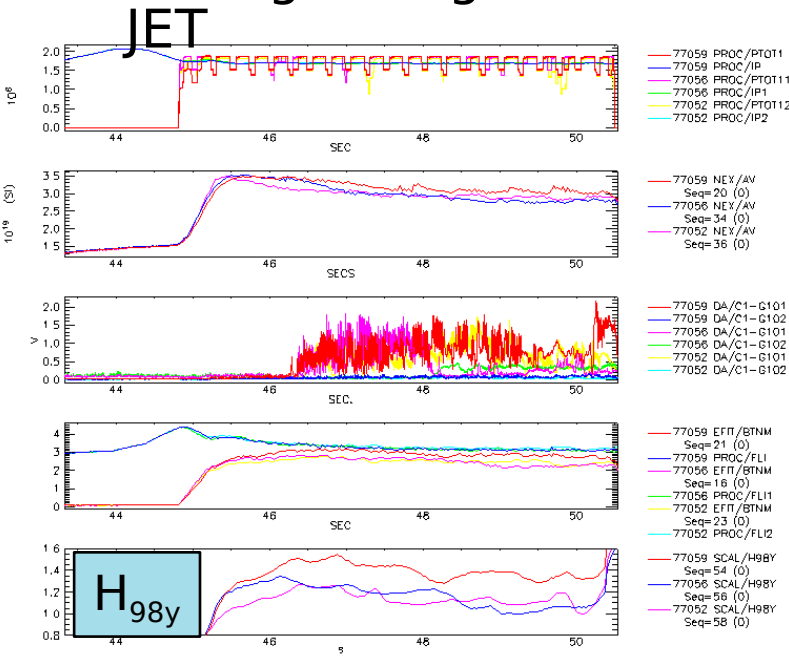 JET
2.0
1.5
1.0
0.5
0.0
10⁶
44 46 48 50
SEC
77059 PROC/PTOT1
77059 PROC/IP
77056 PROC/PTOT11
77056 PROC/IP1
77052 PROC/PTOT12
77052 PROC/IP2
3.5
3.0
2.5
2.0
1.5
10¹⁹ (SI)
44 46 48 50
SECS
77059 NEX/AV
Seq=20 (0)
77056 NEX/AV
Seq=34 (0)
77052 NEX/AV
Seq=36 (0)
2.0
1.5
1.0
0.5
0.0
V
44 46 48 50
SEC.
77059 DA/C1-G101
77059 DA/C1-G102
77056 DA/C1-G101
77056 DA/C1-G102
77052 DA/C1-G101
77052 DA/C1-G102
4
3
2
1
0
44 46 48 50
SEC
77059 EFIT/BTNM
Seq=21 (0)
77059 PROC/FLI
77056 EFIT/BTNM
Seq=16 (0)
77056 PROC/FLI1
77052 EFIT/BTNM
Seq=23 (0)
77052 PROC/FLI2
1.6
1.4
1.2
1.0
0.8
H98y
44 46 48 50
s
77059 SCAL/H98Y
Seq=54 (0)
77056 SCAL/H98Y
Seq=56 (0)
77052 SCAL/H98Y
Seq=58 (0)